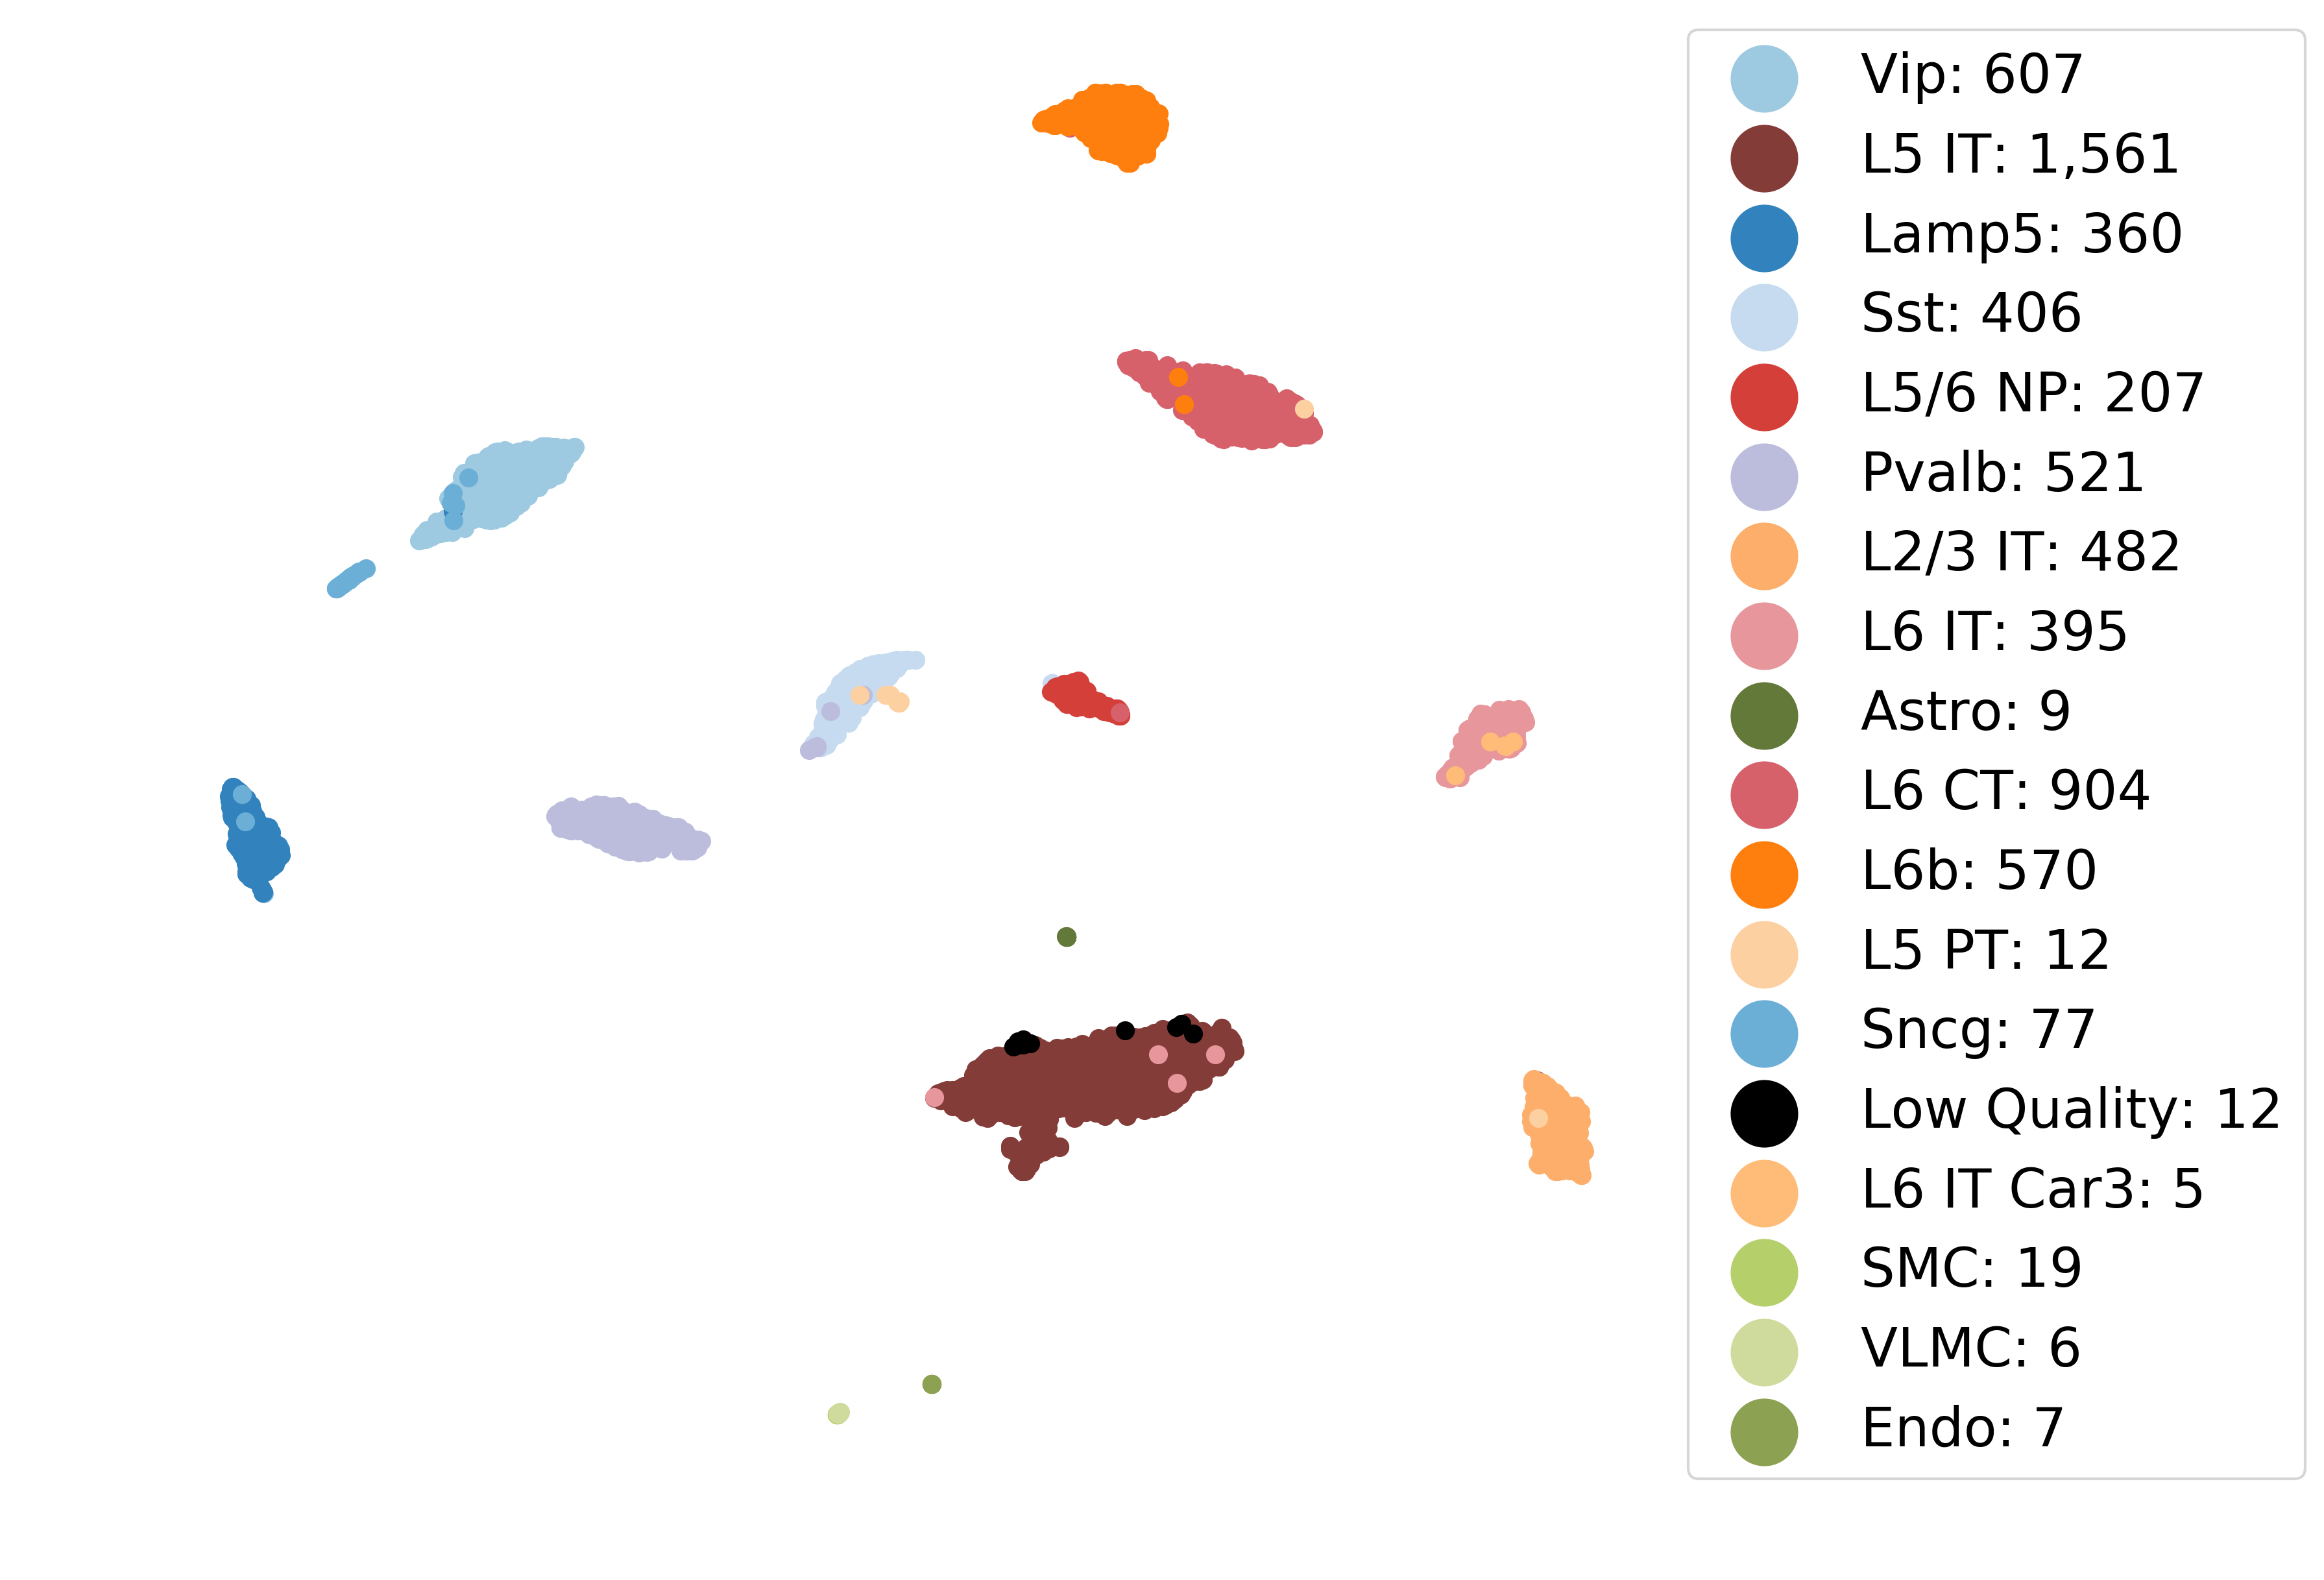 Vip: 607
L5 IT: 1,561
Lamp5: 360
Sst: 406
L5/6 NP: 207
Pvalb: 521
L2/3 IT: 482
L6 IT: 395
Astro: 9
L6 CT: 904
L6b: 570
L5 PT: 12
Sncg: 77
Low Quality: 12
L6 IT Car3: 5
SMC: 19
VLMC: 6
Endo: 7